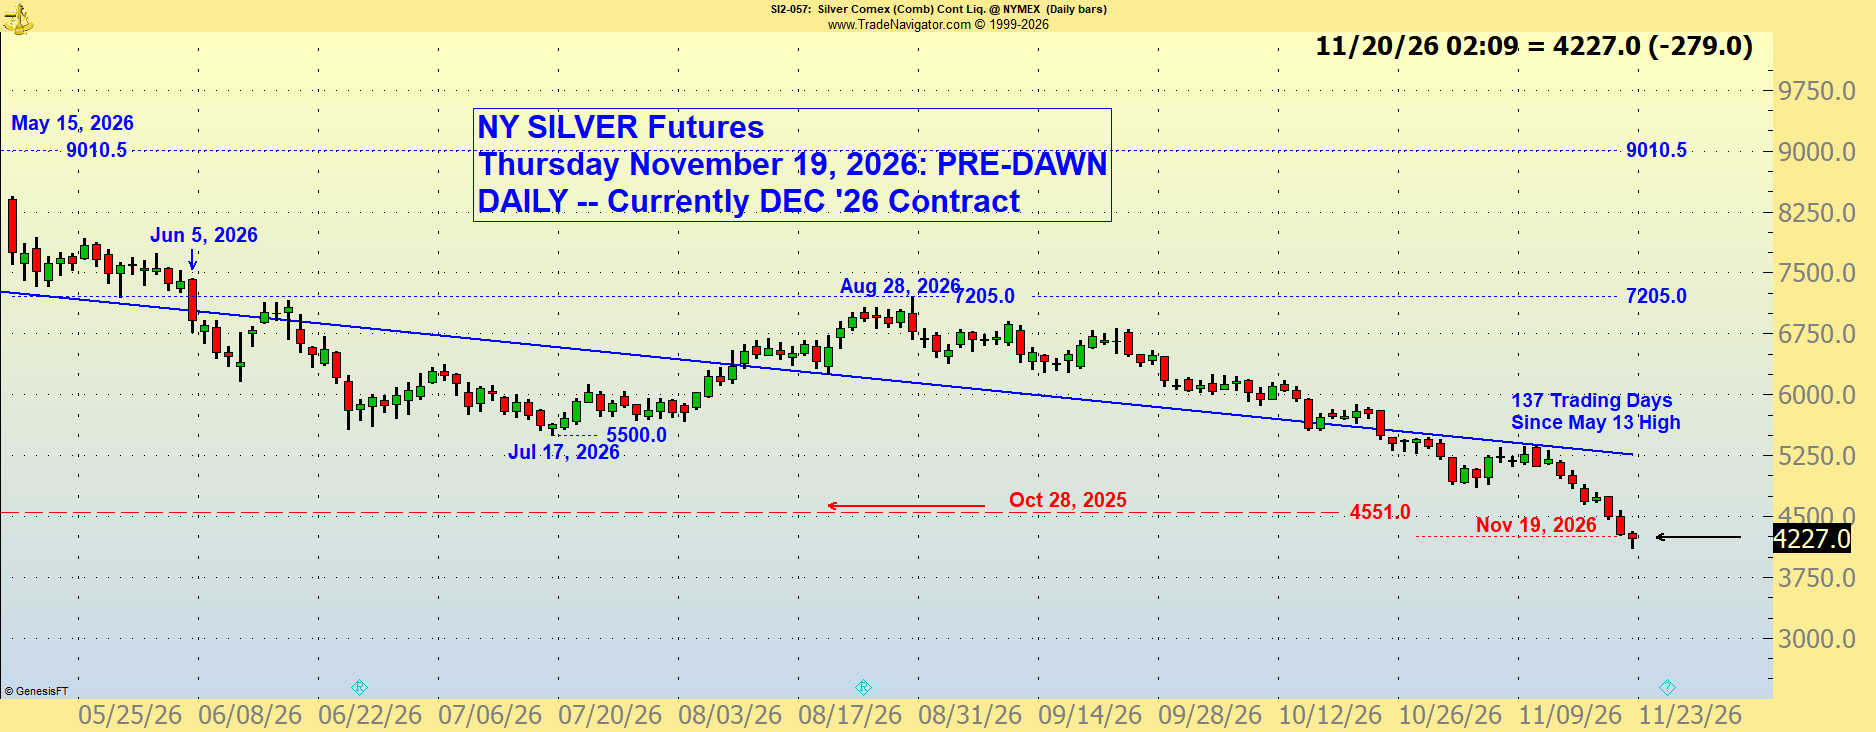 SI2-057: Silver Comex (Comb) Cont Liq. @ NYMEX (Daily bars)
www.TradeNavigator.com © 1999-2026
11/20/26 02:09 = 4227.0 (-279.0)
NY SILVER Futures
Thursday November 19, 2026: PRE-DAWN
DAILY -- Currently DEC '26 Contract
May 15, 2026
9010.5
9010.5
Jun 5, 2026
Aug 28, 2026
7205.0
7205.0
137 Trading Days
Since May 13 High
5500.0
Jul 17, 2026
Oct 28, 2025
4551.0
Nov 19, 2026
9750.0
9000.0
8250.0
7500.0
6750.0
6000.0
5250.0
4500.0
4227.0
3750.0
3000.0
© GenesisFT
R
R
?
05/25/26
06/08/26
06/22/26
07/06/26
07/20/26
08/03/26
08/17/26
08/31/26
09/14/26
09/28/26
10/12/26
10/26/26
11/09/26
11/23/26